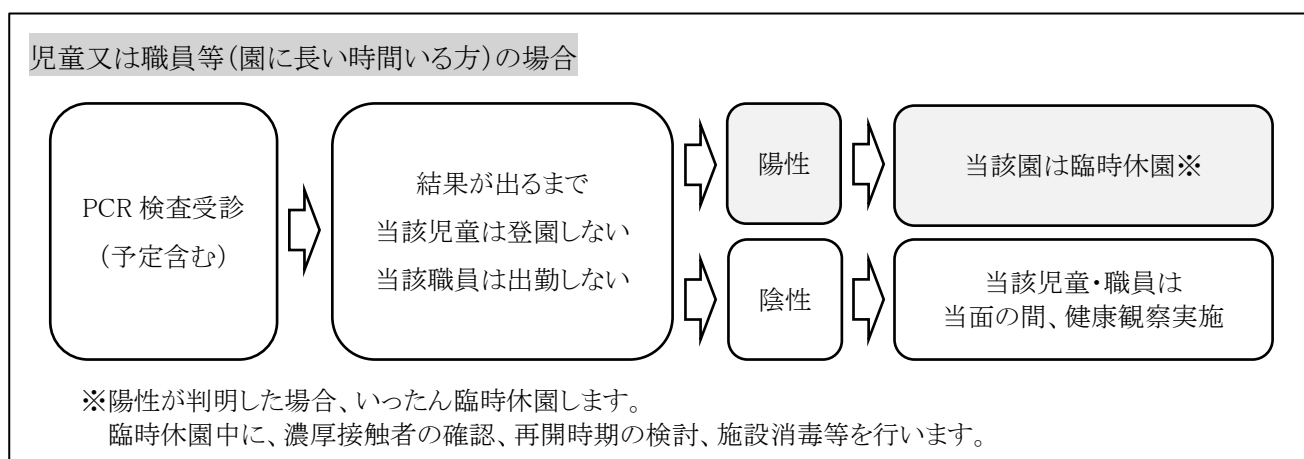 児童又は職員等(園に長い時間いる方)の場合
PCR 検査受診
(予定含む)
結果が出るまで
当該児童は登園しない
当該職員は出勤しない
陽性
当該園は臨時休園※
陰性
当該児童・職員は
当面の間、健康観察実施
※陽性が判明した場合、いったん臨時休園します。
臨時休園中に、濃厚接触者の確認、再開時期の検討、施設消毒等を行います。